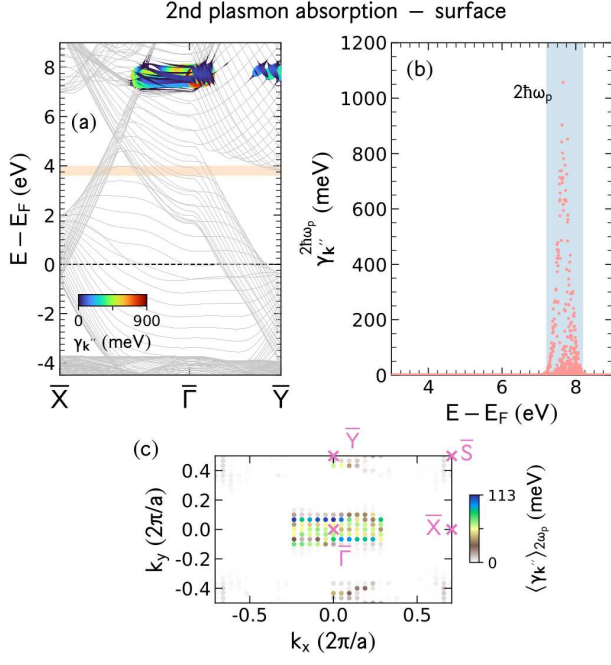 2nd plasmon absorption – surface
(a)
E − E_F (eV)
8
6
4
2
0
-2
-4
0
900
γ_k'' (meV)
X̅
Γ̅
Y̅
(b)
2ħω_p
γ_k''^{2ħω_p} (meV)
1200
1000
800
600
400
200
0
4
6
8
E − E_F (eV)
(c)
k_y (2π/a)
0.4
0.2
0.0
-0.2
-0.4
Y̅
S̅
X̅
Γ̅
-0.5
0.0
0.5
k_x (2π/a)
113
0
⟨γ_k''⟩_{2ω_p} (meV)